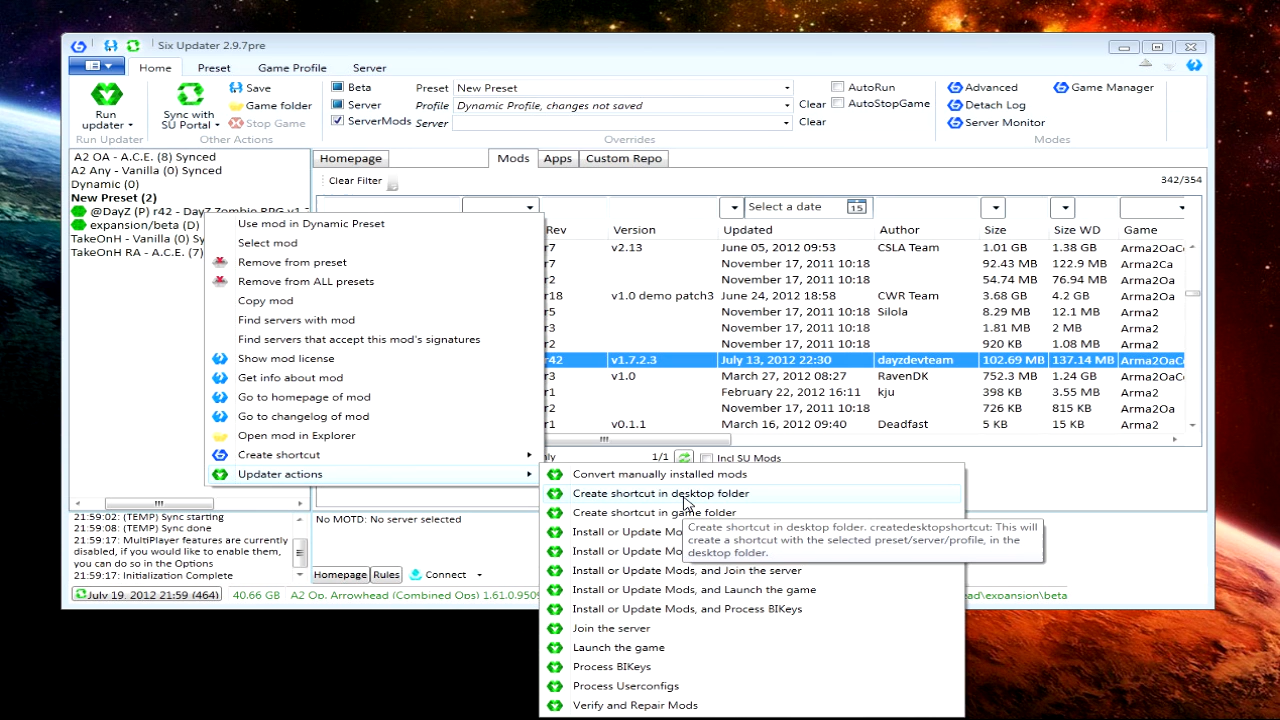 Six Updater 2.9.7pre
Home Preset Game Profile Server
Run updater
Sync with SU Portal
Save
Game folder
Stop Game
Run Updater
Other Actions
Beta
Server
ServerMods
Preset New Preset
Profile Dynamic Profile, changes not saved Clear
Server Clear
AutoRun
AutoStopGame
Overrides
Advanced
Detach Log
Server Monitor
Game Manager
Modes
A2 OA - A.C.E. (8) Synced
A2 Any - Vanilla (0) Synced
Dynamic (0)
New Preset (2)
@DayZ (P) r42 - DayZ Zombie RPG v1.7
expansion/beta (D)
TakeOnH - Vanilla (0) Sy
TakeOnH RA - A.C.E. (7)
Homepage Mods Apps Custom Repo
Clear Filter 342/354
Select a date 15
Rev Version Updated Author Size Size WD Game
r7 v2.13 June 05, 2012 09:53 CSLA Team 1.01 GB 1.38 GB Arma2OaCo
r7 November 17, 2011 10:18 92.43 MB 122.9 MB Arma2Ca
r2 November 17, 2011 10:18 54.74 MB 76.94 MB Arma2Oa
r18 v1.0 demo patch3 June 24, 2012 18:58 CWR Team 3.68 GB 4.2 GB Arma2Oa
r5 November 17, 2011 10:18 Silola 8.29 MB 12.1 MB Arma2
r3 November 17, 2011 10:18 1.81 MB 2 MB Arma2
r2 November 17, 2011 10:18 920 KB 1.08 MB Arma2
r42 v1.7.2.3 July 13, 2012 22:30 dayzdevteam 102.69 MB 137.14 MB Arma2OaCo
r3 v1.0 March 27, 2012 08:27 RavenDK 752.3 MB 1.24 GB Arma2Oa
r1 February 22, 2012 16:11 kju 398 KB 3.55 MB Arma2
r2 November 17, 2011 10:18 726 KB 815 KB Arma2Oa
r1 v0.1.1 March 16, 2012 09:40 Deadfast 5 KB 15 KB Arma2
1/1 Incl SU Mods
Use mod in Dynamic Preset
Select mod
Remove from preset
Remove from ALL presets
Copy mod
Find servers with mod
Find servers that accept this mod's signatures
Show mod license
Get info about mod
Go to homepage of mod
Go to changelog of mod
Open mod in Explorer
Create shortcut
Updater actions
Convert manually installed mods
Create shortcut in desktop folder
Create shortcut in game folder
Install or Update Mo
Install or Update Mo
Install or Update Mods, and Join the server
Install or Update Mods, and Launch the game
Install or Update Mods, and Process BIKeys
Join the server
Launch the game
Process BIKeys
Process Userconfigs
Verify and Repair Mods
Create shortcut in desktop folder. createdesktopshortcut: This will
create a shortcut with the selected preset/server/profile, in the
desktop folder.
21:59:02: (TEMP) Sync starting
21:59:08: (TEMP) Sync done
21:59:17: MultiPlayer features are currently
disabled, if you would like to enable them,
you can do so in the Options
21:59:17: Initialization Complete
No MOTD: No server selected
Homepage Rules Connect
July 19, 2012 21:59 (464) 40.66 GB A2 Op. Arrowhead (Combined Ops) 1.61.0.9509 ead\expansion\beta